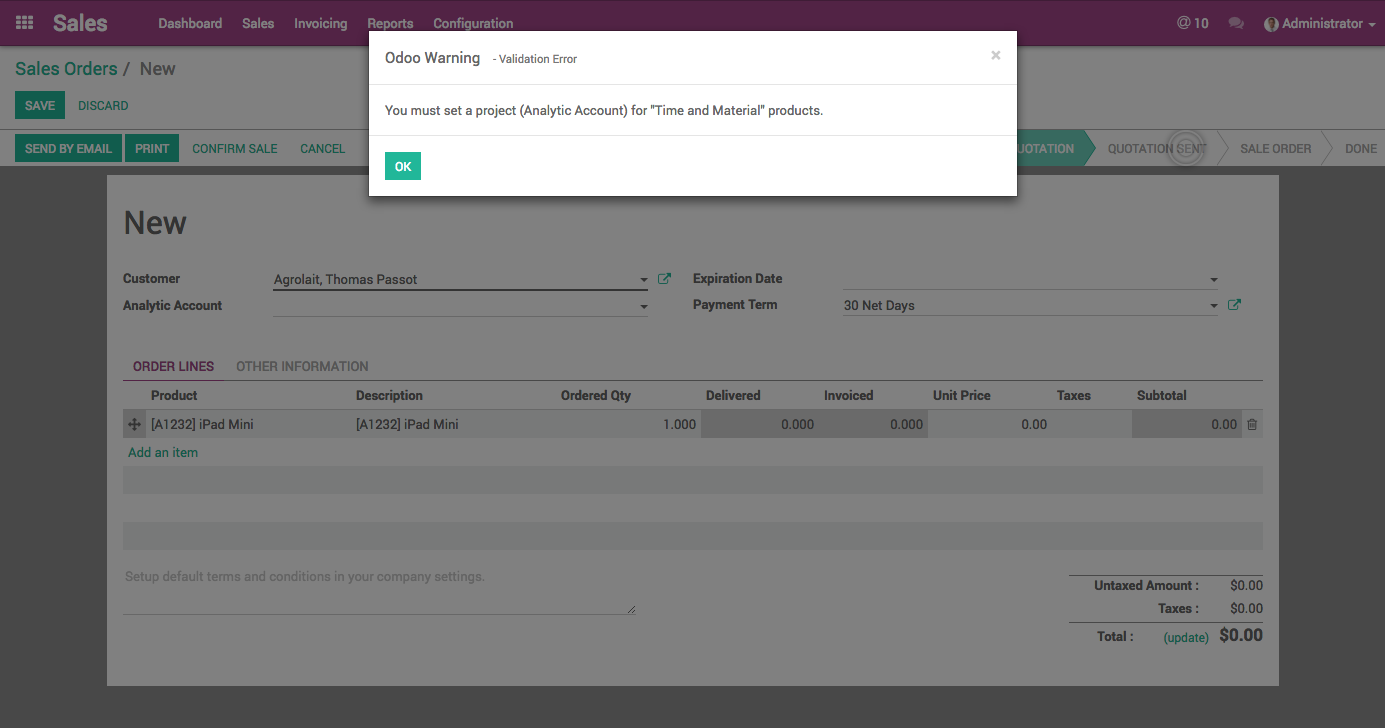 Sales Dashboard Sales Invoicing Reports Configuration @ 10 Administrator
Sales Orders / New
SAVE DISCARD
Odoo Warning - Validation Error ×
You must set a project (Analytic Account) for "Time and Material" products.
OK
SEND BY EMAIL PRINT CONFIRM SALE CANCEL UOTATION QUOTATION SENT SALE ORDER DONE
New
Customer Agrolait, Thomas Passot Expiration Date
Analytic Account Payment Term 30 Net Days
ORDER LINES OTHER INFORMATION
Product Description Ordered Qty Delivered Invoiced Unit Price Taxes Subtotal
[A1232] iPad Mini [A1232] iPad Mini 1.000 0.000 0.000 0.00 0.00
Add an item
Setup default terms and conditions in your company settings.
Untaxed Amount : $0.00
Taxes : $0.00
Total : (update) $0.00